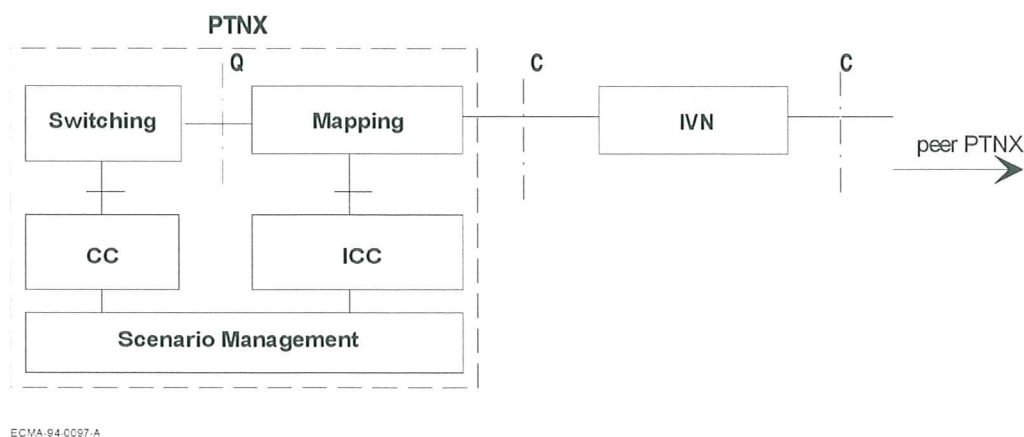 PTNX
Q
C
C
Switching
Mapping
IVN
peer PTNX
CC
ICC
Scenario Management
ECMA-94-0097-A